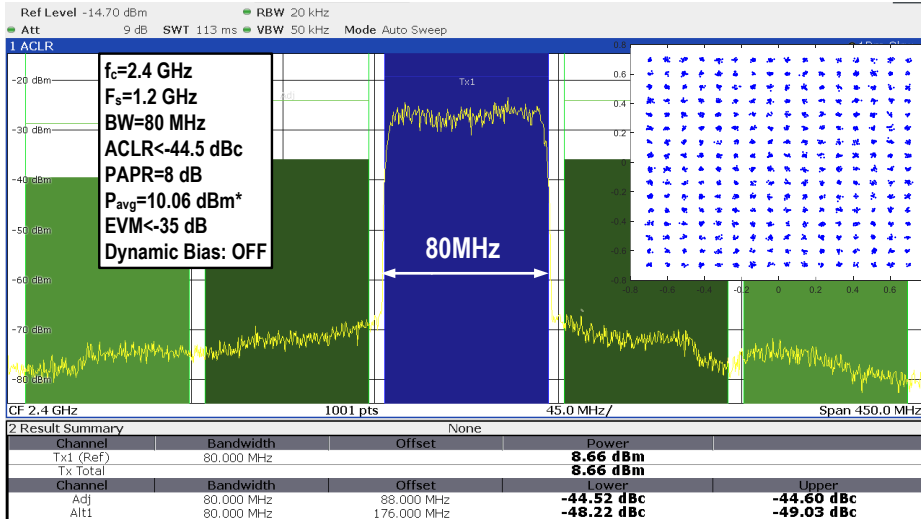 Ref Level -14.70 dBm RBW 20 kHz
Att 9 dB SWT 113 ms VBW 50 kHz Mode Auto Sweep
1 ACLR
fc=2.4 GHz
Fs=1.2 GHz
BW=80 MHz
ACLR<-44.5 dBc
PAPR=8 dB
Pavg=10.06 dBm*
EVM<-35 dB
Dynamic Bias: OFF
-20 dBm
-30 dBm
-40 dBm
-50 dBm
-60 dBm
-70 dBm
-80 dBm
Tx1
80MHz
0.8
0.6
0.4
0.2
0
-0.2
-0.4
-0.6
-0.8
-0.8 -0.6 -0.4 -0.2 0 0.2 0.4 0.6
CF 2.4 GHz 1001 pts 45.0 MHz/ Span 450.0 MHz
2 Result Summary None
Channel Bandwidth Offset Power
Tx1 (Ref) 80.000 MHz 8.66 dBm
Tx Total 8.66 dBm
Channel Bandwidth Offset Lower Upper
Adj 80.000 MHz 88.000 MHz -44.52 dBc -44.60 dBc
Alt1 80.000 MHz 176.000 MHz -48.22 dBc -49.03 dBc